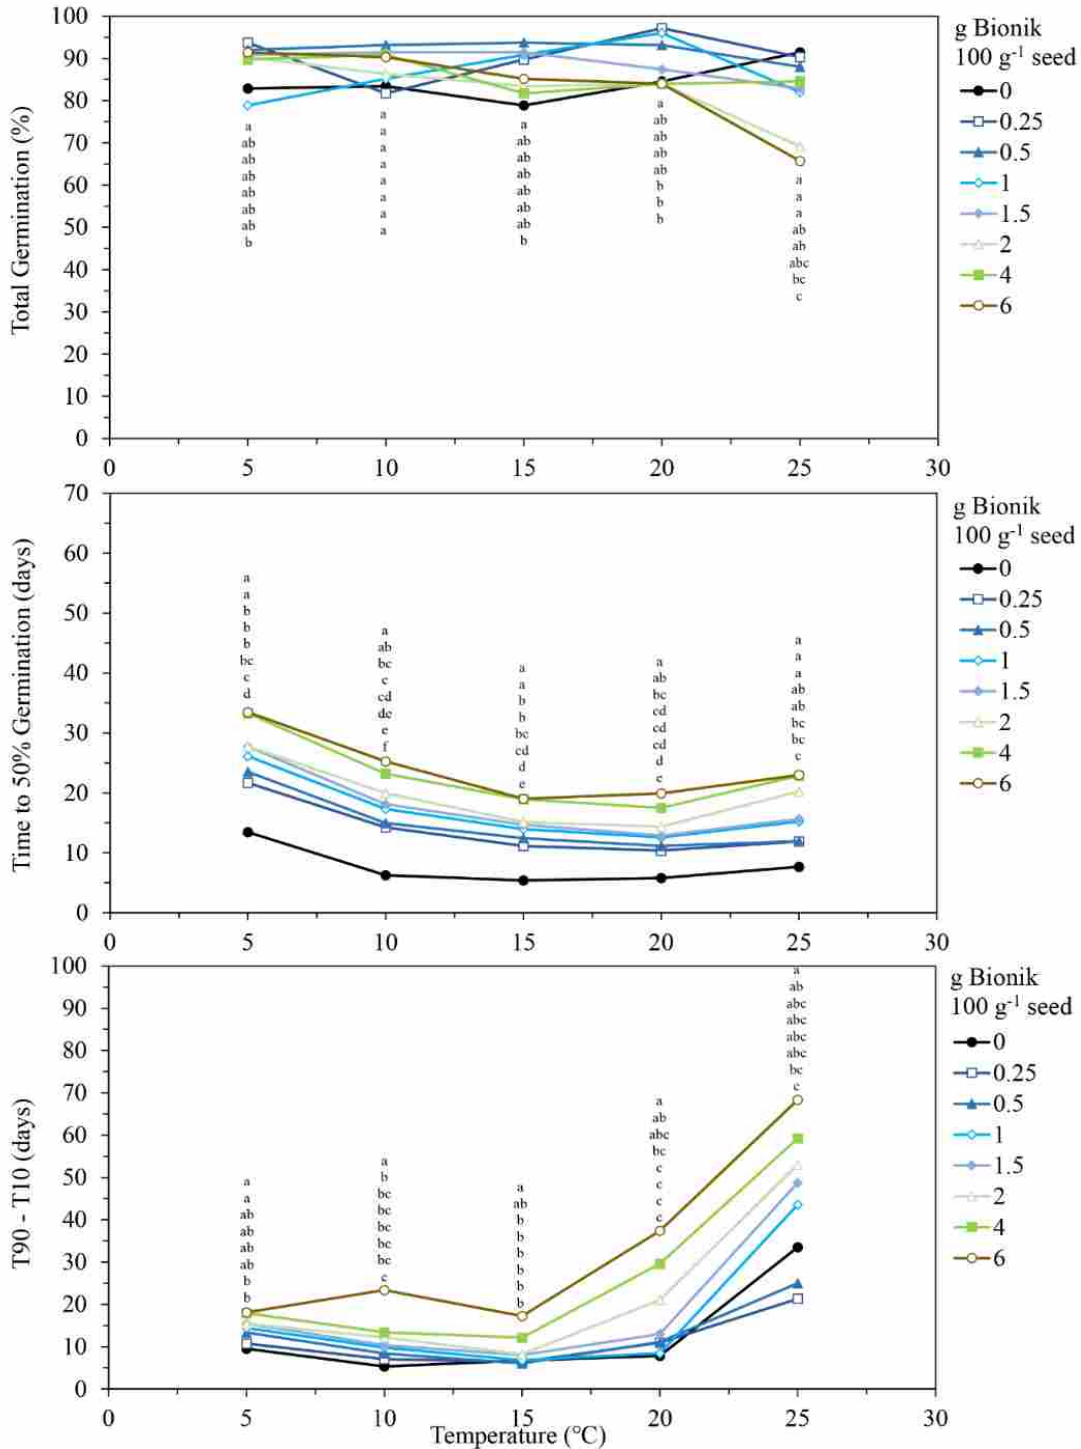 Total Germination (%)
100
90
80
70
60
50
40
30
20
10
0
0
5
10
15
20
25
30
a
ab
ab
ab
ab
ab
ab
b
a
a
a
a
a
a
a
a
a
ab
ab
ab
ab
ab
ab
b
a
ab
ab
ab
ab
b
b
b
a
a
a
ab
ab
abc
bc
c
g Bionik
100 g⁻¹ seed
0
0.25
0.5
1
1.5
2
4
6
Time to 50% Germination (days)
70
60
50
40
30
20
10
0
0
5
10
15
20
25
30
a
a
b
b
b
bc
c
d
a
ab
bc
c
cd
de
e
f
a
a
b
b
bc
cd
d
e
a
ab
bc
cd
cd
cd
d
e
a
a
a
ab
ab
bc
bc
c
g Bionik
100 g⁻¹ seed
0
0.25
0.5
1
1.5
2
4
6
T90 - T10 (days)
100
90
80
70
60
50
40
30
20
10
0
0
5
10
15
20
25
30
a
a
ab
ab
ab
ab
b
b
a
b
bc
bc
bc
bc
bc
c
a
ab
b
b
b
b
b
b
a
ab
abc
bc
c
c
c
c
a
ab
abc
abc
abc
abc
bc
c
g Bionik
100 g⁻¹ seed
0
0.25
0.5
1
1.5
2
4
6
Temperature (°C)